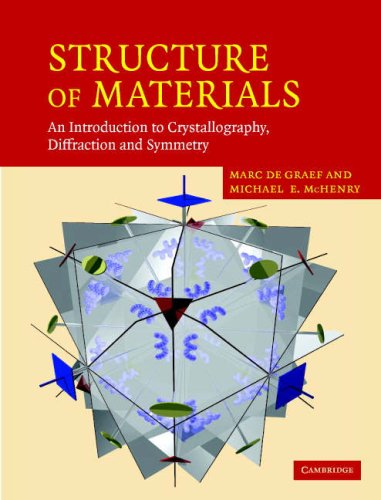 STRUCTURE
OF MATERIALS
An Introduction to Crystallography,
Diffraction and Symmetry
MARC DE GRAEF AND
MICHAEL E. MCHENRY
CAMBRIDGE